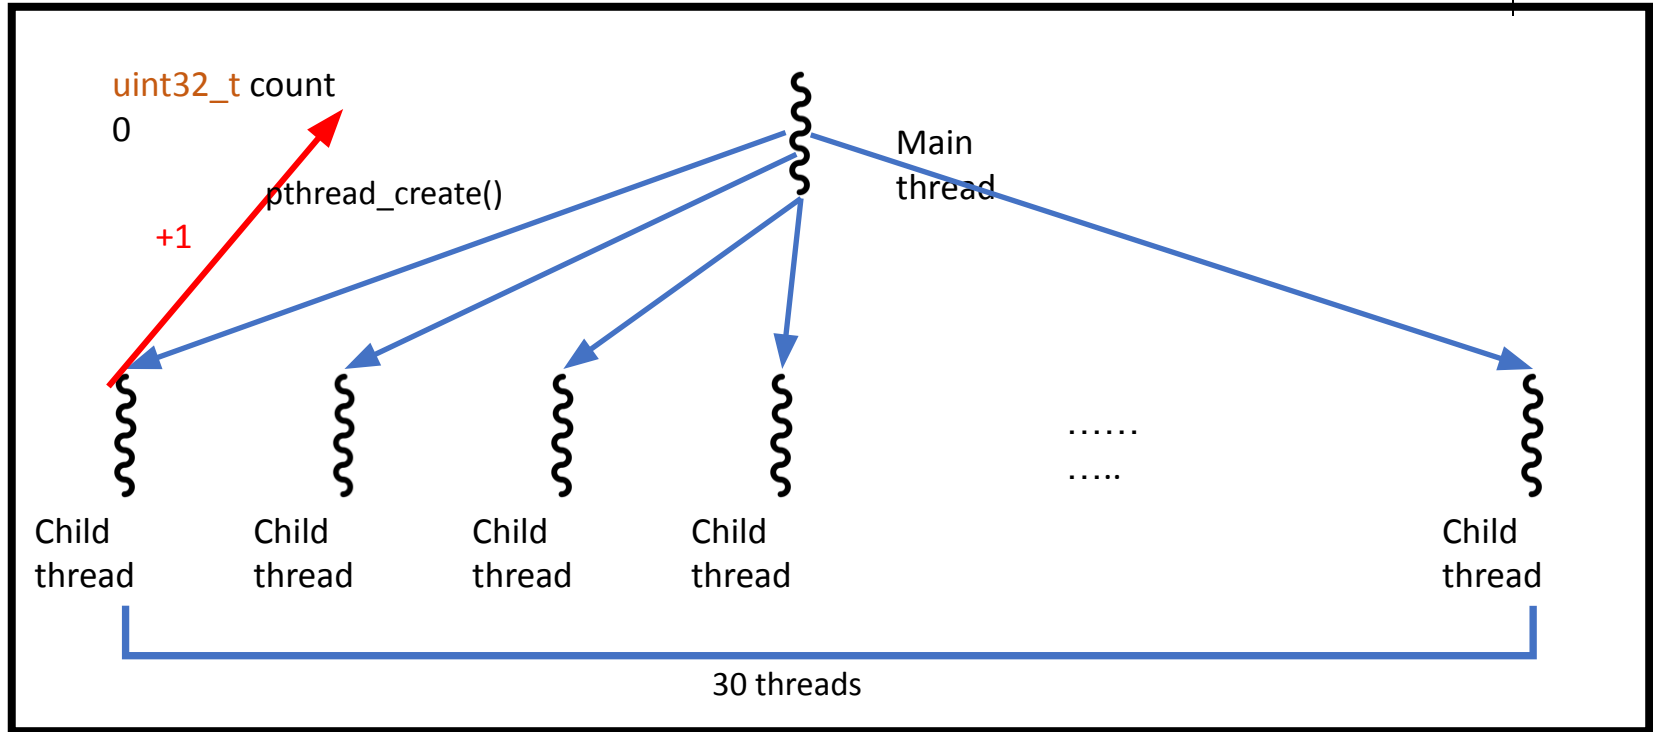 uint32_t count
0
Main
thread
pthread_create()
+1
……
…..
Child
thread
Child
thread
Child
thread
Child
thread
Child
thread
30 threads